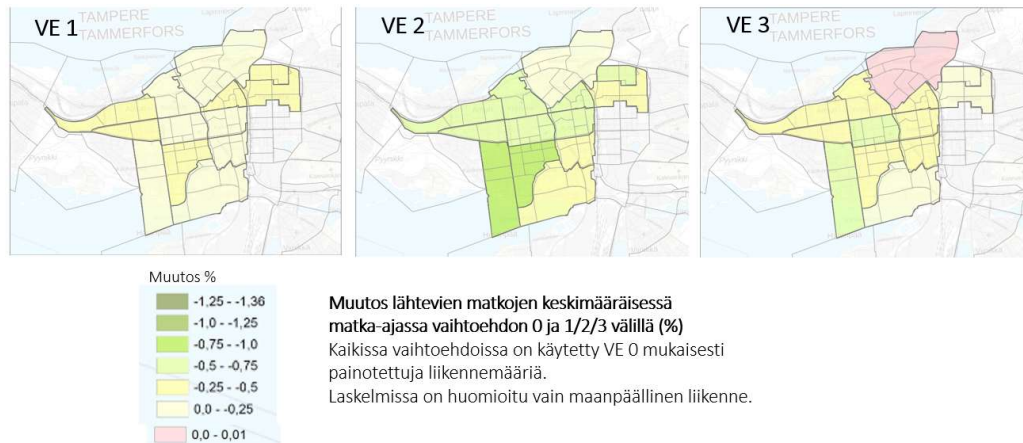 VE 1
TAMPERE
TAMMERFORS
Pyynikki
VE 2
TAMPERE
TAMMERFORS
VE 3
TAMPERE
TAMMERFORS
Muutos %
-1,25 - -1,36
-1,0 - -1,25
-0,75 - -1,0
-0,5 - -0,75
-0,25 - -0,5
0,0 - -0,25
0,0 - 0,01
Muutos lähtevien matkojen keskimääräisessä
matka-ajassa vaihtoehdon 0 ja 1/2/3 välillä (%)
Kaikissa vaihtoehdoissa on käytetty VE 0 mukaisesti
painotettuja liikennemääriä.
Laskelmissa on huomioitu vain maanpäällinen liikenne.